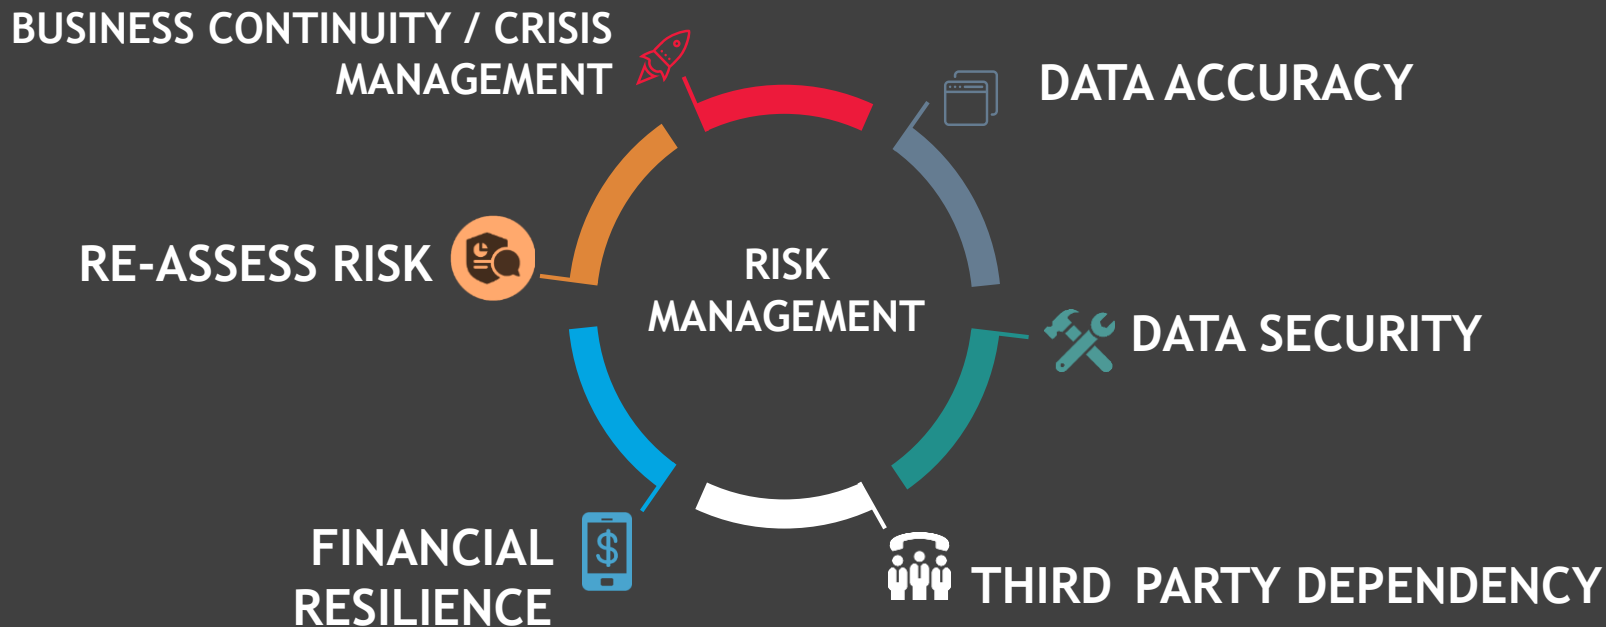 BUSINESS CONTINUITY / CRISIS
MANAGEMENT
DATA ACCURACY
RE-ASSESS RISK
RISK
MANAGEMENT
DATA SECURITY
FINANCIAL
RESILIENCE
THIRD PARTY DEPENDENCY
$